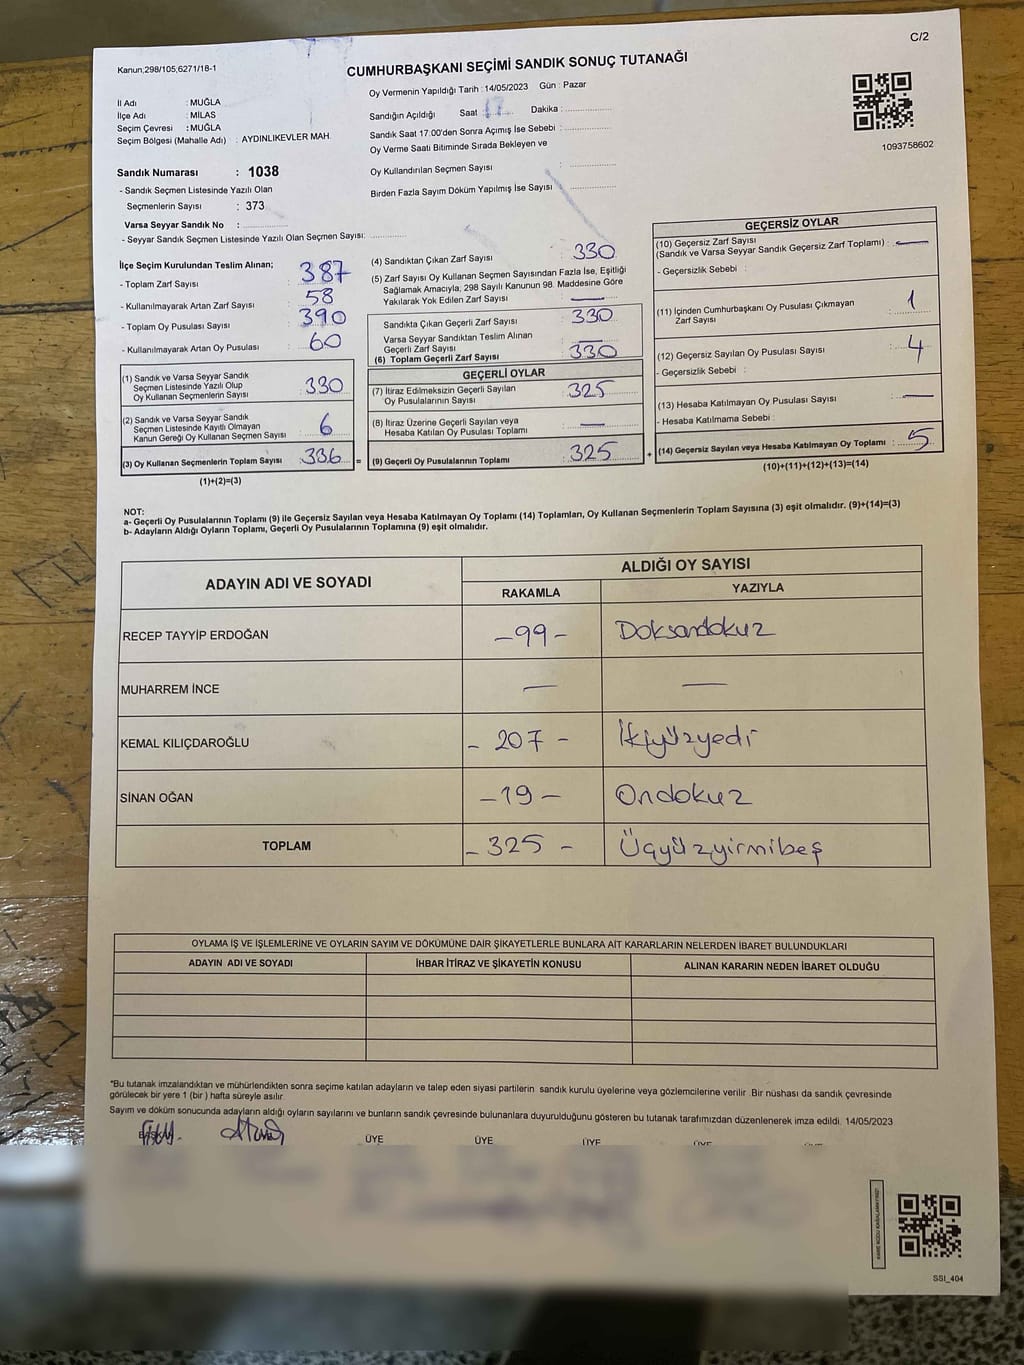 C/2
Kanun,298/105,6271/18-1
CUMHURBAŞKANI SEÇİMİ SANDIK SONUÇ TUTANAĞI
İl Adı : MUĞLA
İlçe Adı : MİLAS
Seçim Çevresi : MUĞLA
Seçim Bölgesi (Mahalle Adı) : AYDINLIKEVLER MAH.
Sandık Numarası : 1038
- Sandık Seçmen Listesinde Yazılı Olan
Seçmenlerin Sayısı : 373
Varsa Seyyar Sandık No :
- Seyyar Sandık Seçmen Listesinde Yazılı Olan Seçmen Sayısı:
Oy Vermenin Yapıldığı Tarih :14/05/2023 Gün : Pazar
Sandığın Açıldığı Saat 17 Dakika :
Sandık Saat 17.00'den Sonra Açımış İse Sebebi :
Oy Verme Saati Bitiminde Sırada Bekleyen ve
Oy Kullandırılan Seçmen Sayısı :
Birden Fazla Sayım Döküm Yapılmış İse Sayısı
1093758602
İlçe Seçim Kurulundan Teslim Alınan;
- Toplam Zarf Sayısı : 387
- Kullanılmayarak Artan Zarf Sayısı : 58
- Toplam Oy Pusulası Sayısı : 390
- Kullanılmayarak Artan Oy Pusulası : 60
(1) Sandık ve Varsa Seyyar Sandık
Seçmen Listesinde Yazılı Olup
Oy Kullanan Seçmenlerin Sayısı : 330
(2) Sandık ve Varsa Seyyar Sandık
Seçmen Listesinde Kayıtlı Olmayan
Kanun Gereği Oy Kullanan Seçmen Sayısı : 6
(3) Oy Kullanan Seçmenlerin Toplam Sayısı : 336 =
(1)+(2)=(3)
(4) Sandıktan Çıkan Zarf Sayısı : 330
(5) Zarf Sayısı Oy Kullanan Seçmen Sayısından Fazla İse, Eşitliği
Sağlamak Amacıyla; 298 Sayılı Kanunun 98. Maddesine Göre
Yakılarak Yok Edilen Zarf Sayısı : —
Sandıkta Çıkan Geçerli Zarf Sayısı : 330
Varsa Seyyar Sandıktan Teslim Alınan
Geçerli Zarf Sayısı : —
(6) Toplam Geçerli Zarf Sayısı : 330
GEÇERLİ OYLAR
(7) İtiraz Edilmeksizin Geçerli Sayılan
Oy Pusulalarının Sayısı : 325
(8) İtiraz Üzerine Geçerli Sayılan veya
Hesaba Katılan Oy Pusulası Toplamı : —
(9) Geçerli Oy Pusulalarının Toplamı : 325 +
GEÇERSİZ OYLAR
(10) Geçersiz Zarf Sayısı
(Sandık ve Varsa Seyyar Sandık Geçersiz Zarf Toplamı) : —
- Geçersizlik Sebebi :
(11) İçinden Cumhurbaşkanı Oy Pusulası Çıkmayan
Zarf Sayısı : 1
(12) Geçersiz Sayılan Oy Pusulası Sayısı : 4
- Geçersizlik Sebebi :
(13) Hesaba Katılmayan Oy Pusulası Sayısı : —
- Hesaba Katılmama Sebebi :
(14) Geçersiz Sayılan veya Hesaba Katılmayan Oy Toplamı : 5
(10)+(11)+(12)+(13)=(14)
NOT:
a- Geçerli Oy Pusulalarının Toplamı (9) ile Geçersiz Sayılan veya Hesaba Katılmayan Oy Toplamı (14) Toplamları, Oy Kullanan Seçmenlerin Toplam Sayısına (3) eşit olmalıdır. (9)+(14)=(3)
b- Adayların Aldığı Oyların Toplamı, Geçerli Oy Pusulalarının Toplamına (9) eşit olmalıdır.
ADAYIN ADI VE SOYADI
ALDIĞI OY SAYISI
RAKAMLA YAZIYLA
RECEP TAYYİP ERDOĞAN -99- Doksandokuz
MUHARREM İNCE — —
KEMAL KILIÇDAROĞLU - 207 - İkiyüzyedi
SİNAN OĞAN -19- Ondokuz
TOPLAM - 325 - Üçyüzyirmibeş
OYLAMA İŞ VE İŞLEMLERİNE VE OYLARIN SAYIM VE DÖKÜMÜNE DAİR ŞİKAYETLERLE BUNLARA AİT KARARLARIN NELERDEN İBARET BULUNDUKLARI
ADAYIN ADI VE SOYADI İHBAR İTİRAZ VE ŞİKAYETİN KONUSU ALINAN KARARIN NEDEN İBARET OLDUĞU
*Bu tutanak imzalandıktan ve mühürlendikten sonra seçime katılan adayların ve talep eden siyasi partilerin sandık kurulu üyelerine veya gözlemcilerine verilir .Bir nüshası da sandık çevresinde
görülecek bir yere 1 (bir ) hafta süreyle asılır.
Sayım ve döküm sonucunda adayların aldığı oyların sayılarını ve bunların sandık çevresinde bulunanlara duyurulduğunu gösteren bu tutanak tarafımızdan düzenlenerek imza edildi. 14/05/2023
ÜYE ÜYE ÜYE ÜYE ÜYE
SSI_404